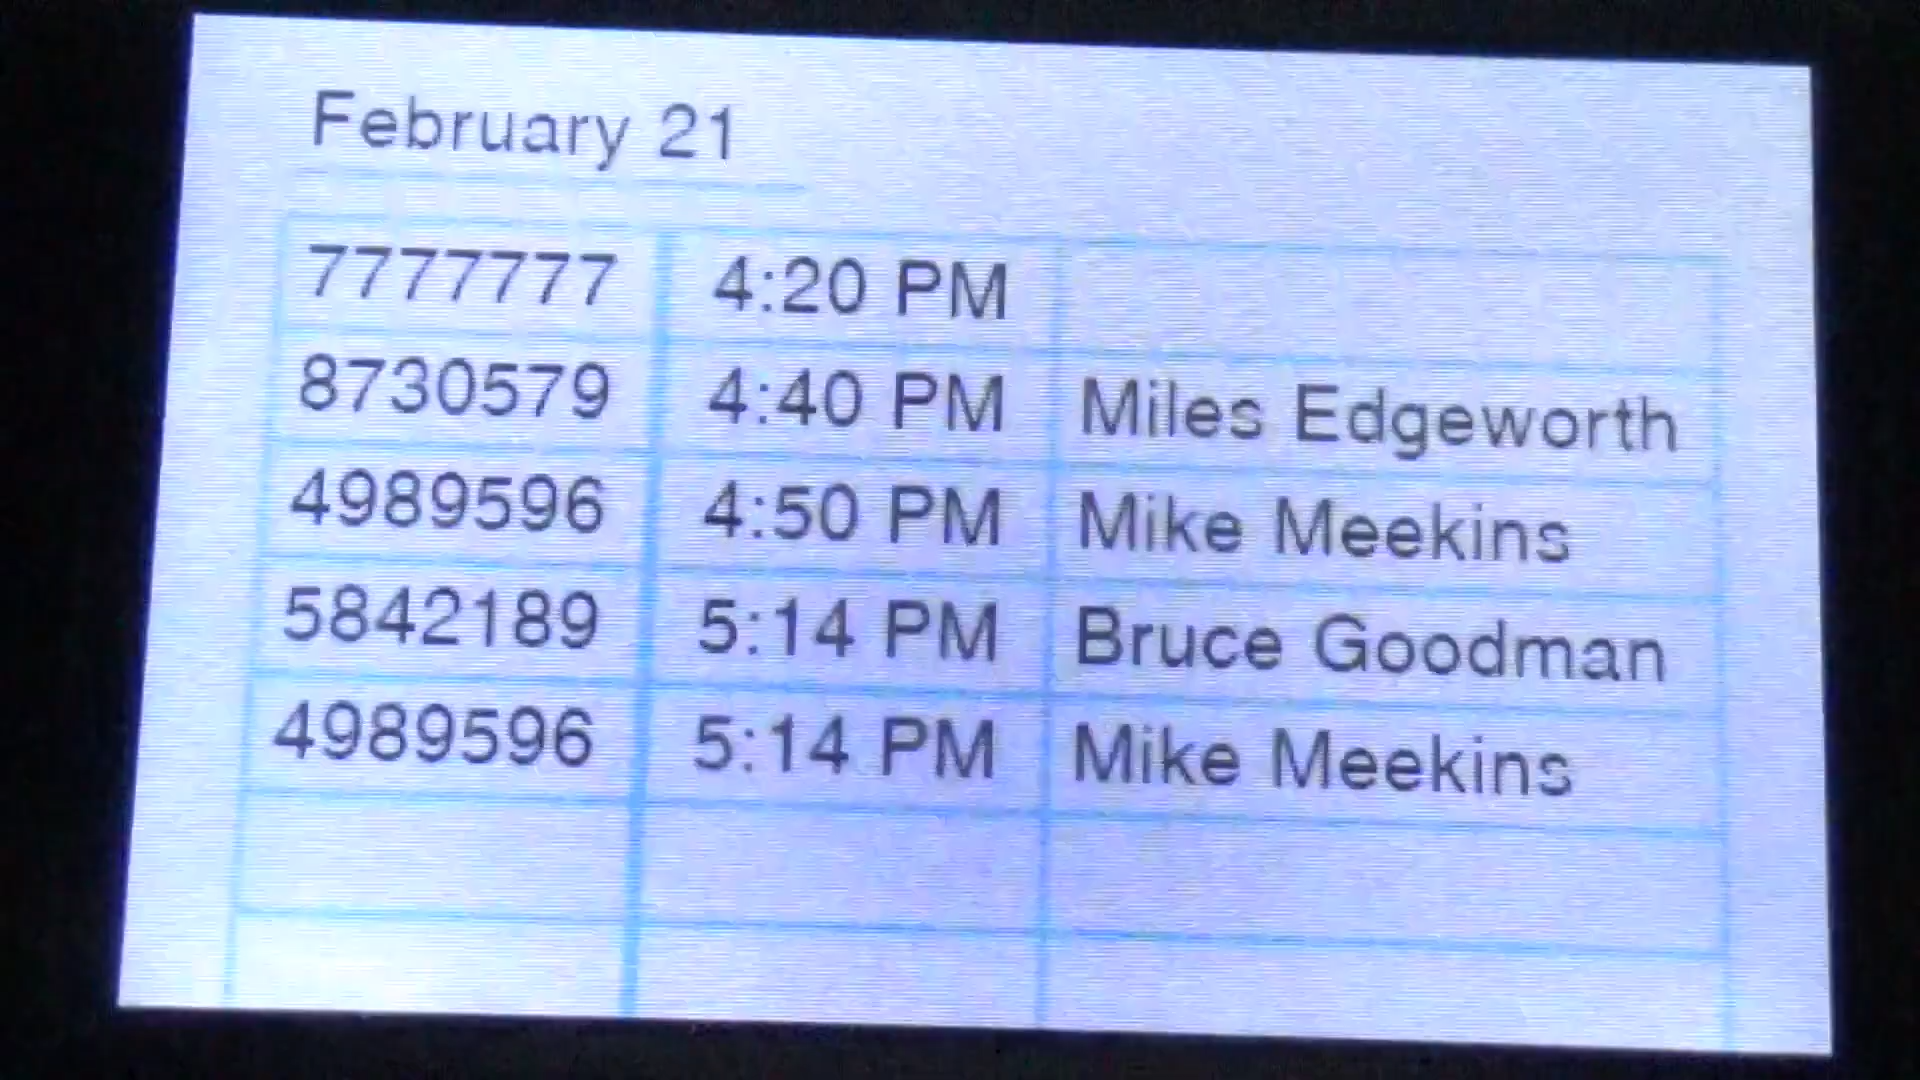 February 21
7777777 4:20 PM
8730579 4:40 PM Miles Edgeworth
4989596 4:50 PM Mike Meekins
5842189 5:14 PM Bruce Goodman
4989596 5:14 PM Mike Meekins